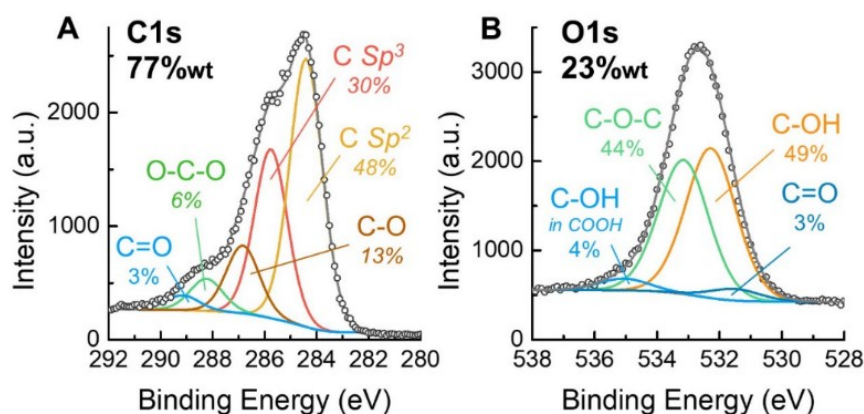 A
C1s
77%wt
C Sp³
30%
C Sp²
48%
O-C-O
6%
C=O
3%
C-O
13%
Intensity (a.u.)
2000
1000
0
292 290 288 286 284 280
Binding Energy (eV)
B
O1s
23%wt
C-O-C
44%
C-OH
49%
C-OH
in COOH
4%
C=O
3%
Intensity (a.u.)
3000
2000
1000
0
538 536 533 532 530 528
Binding Energy (eV)